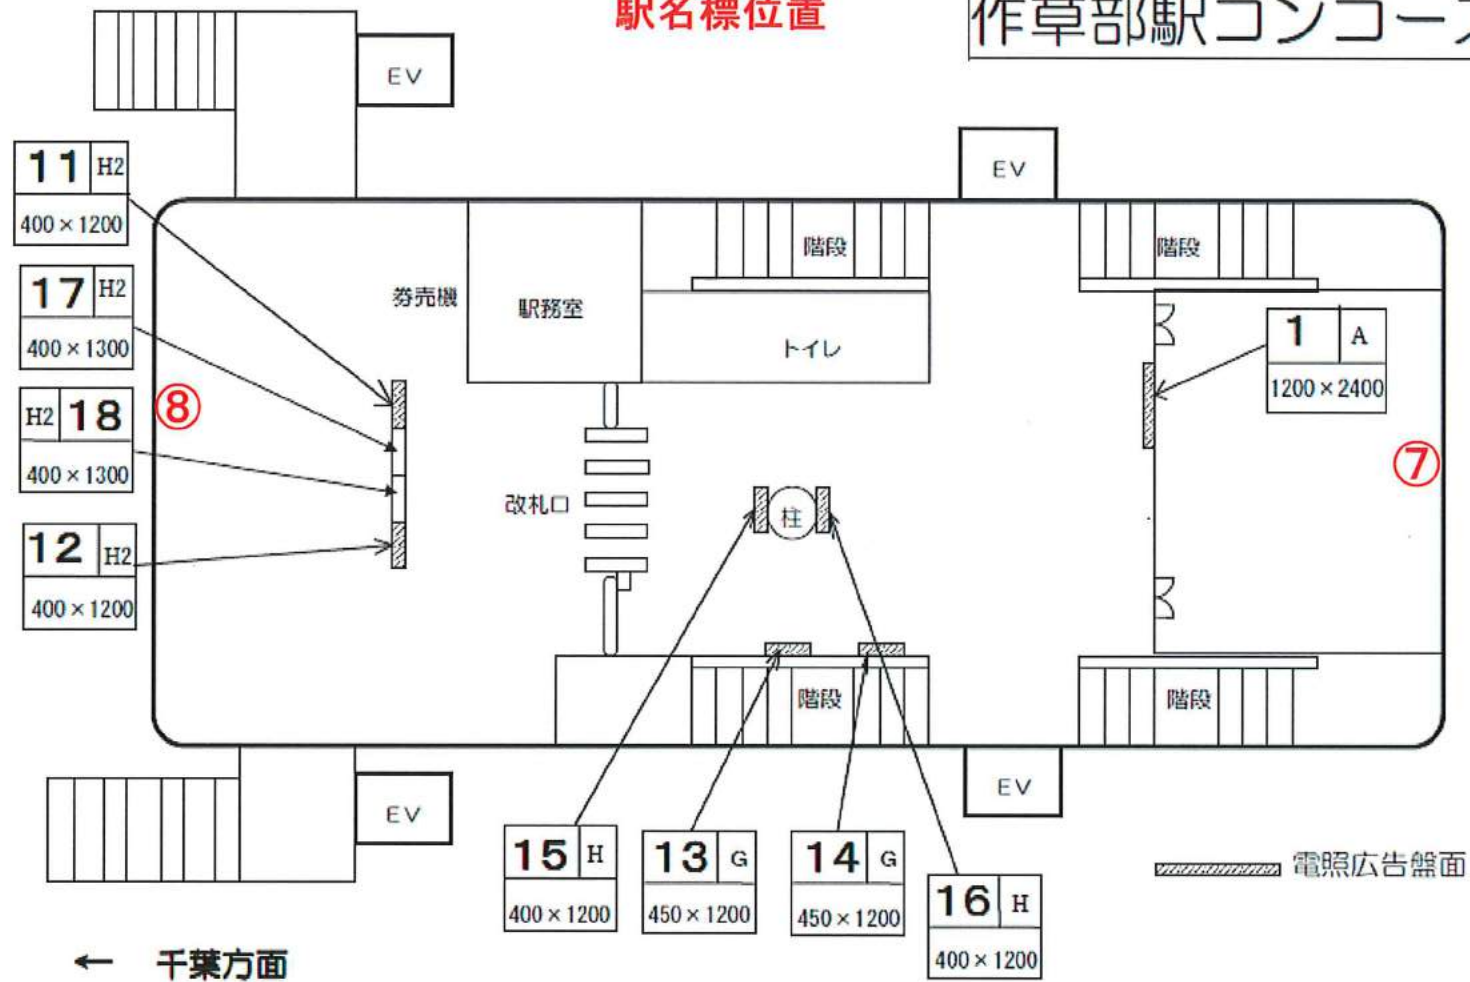 駅名標位置
作草部駅コンコース
EV
EV
11 H2
400×1200
17 H2
400×1300
H2 18
400×1300
12 H2
400×1200
⑧
券売機
駅務室
階段
トイレ
階段
1 A
1200×2400
⑦
改札口
柱
階段
階段
EV
EV
15 H
400×1200
13 G
450×1200
14 G
450×1200
16 H
400×1200
電照広告盤面
← 千葉方面